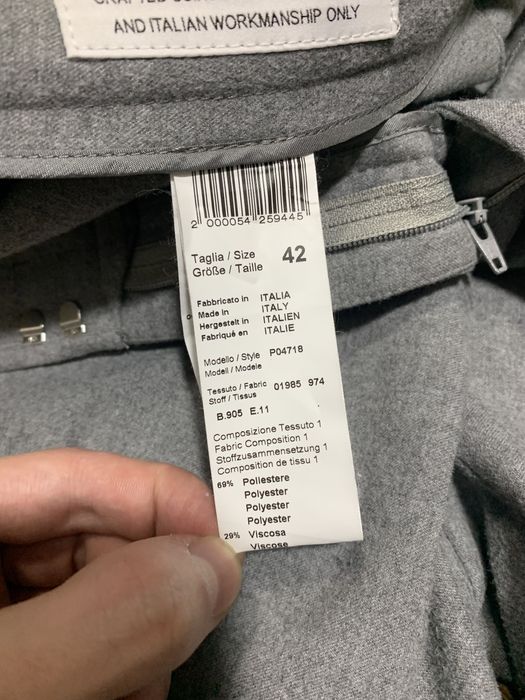 AND ITALIAN WORKMANSHIP ONLY
2 000054 259445
Taglia / Size 42
Größe / Taille
Fabbricato in ITALIA
Made in ITALY
Hergestelt in ITALIEN
Fabriqué en ITALIE
Modello / Style P04718
Modell / Modele
Tessuto / Fabric 01985 974
Stoff / Tissus
B.905 E.11
Composizione Tessuto 1
Fabric Composition 1
Stoffzusammensetzung 1
Composition de tissu 1
69% Poliestere
Polyester
Polyester
Polyester
29% Viscosa
Viscose